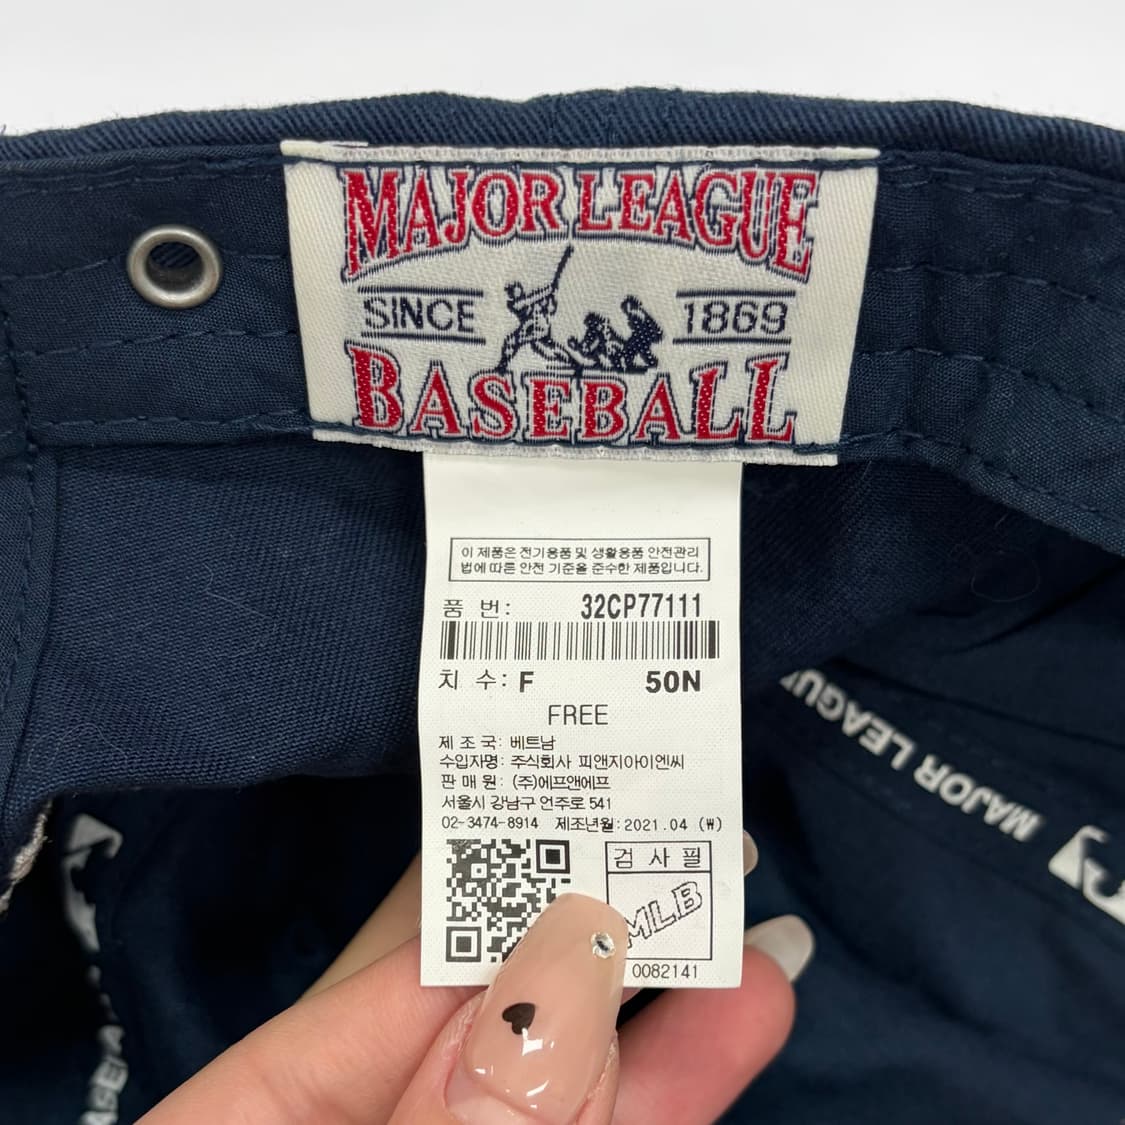 MAJOR LEAGUE
SINCE 1869
BASEBALL
이 제품은 전기용품 및 생활용품 안전관리
법에 따른 안전 기준을 준수한 제품입니다.
품 번: 32CP77111
치 수: F 50N
FREE
제 조 국: 베트남
수입자명: 주식회사 피앤지아이엔씨
판 매 원: (주)에프앤에프
서울시 강남구 언주로 541
02-3474-8914 제조년월: 2021.04 (W)
검 사 필
MLB
0082141
MAJOR LEAGU